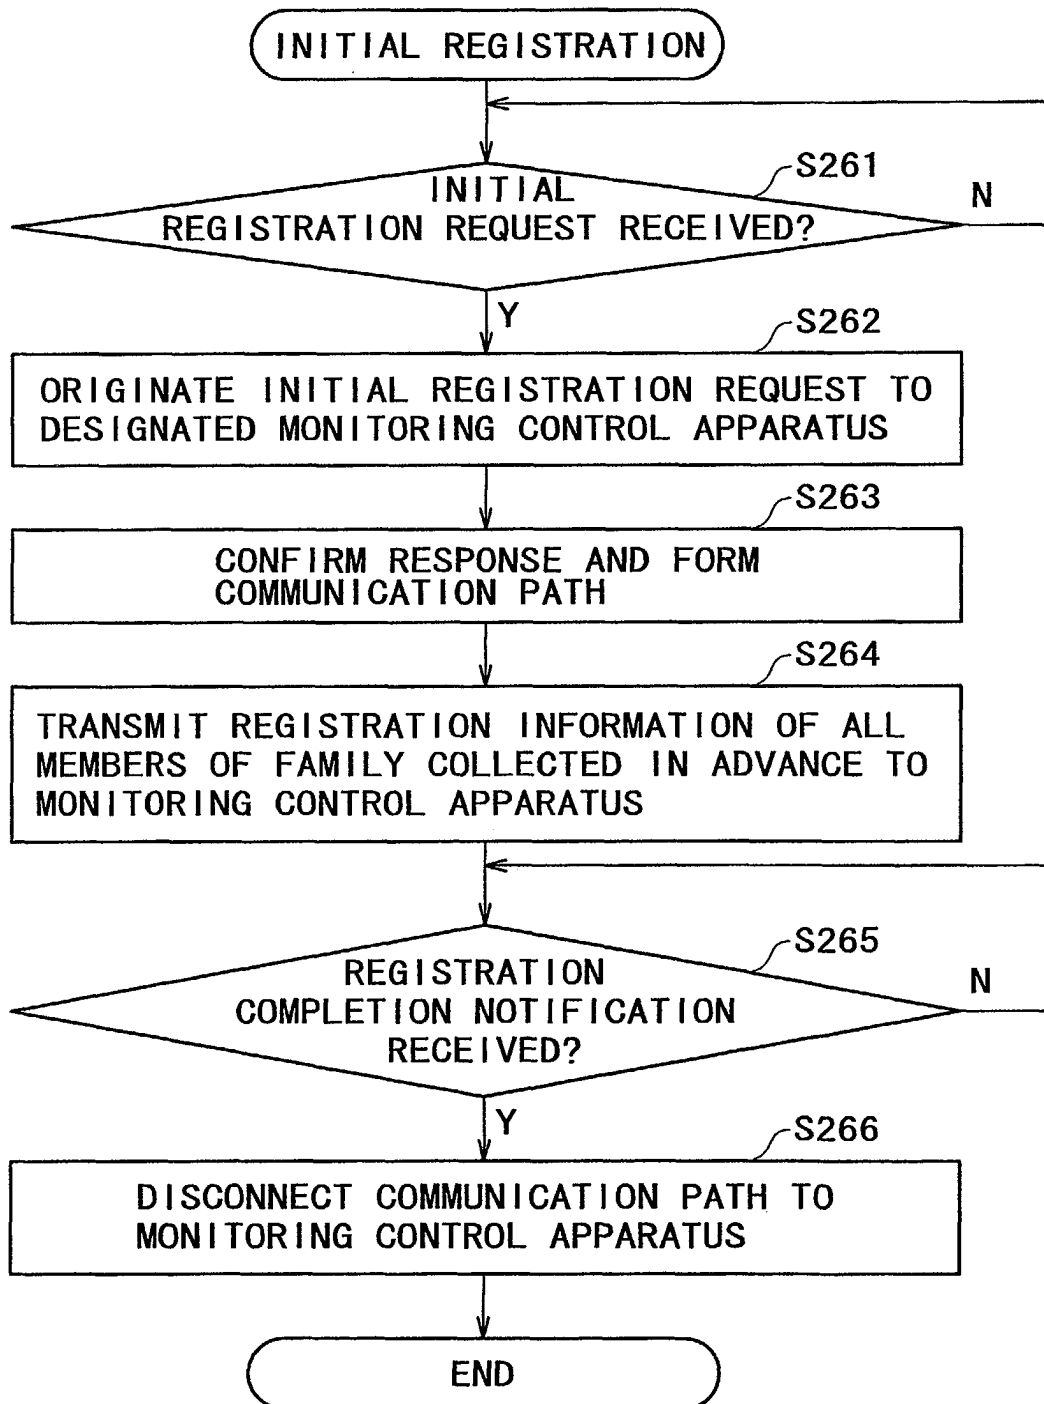 INITIAL REGISTRATION
S261
INITIAL
REGISTRATION REQUEST RECEIVED?
N
Y
S262
ORIGINATE INITIAL REGISTRATION REQUEST TO
DESIGNATED MONITORING CONTROL APPARATUS
S263
CONFIRM RESPONSE AND FORM
COMMUNICATION PATH
S264
TRANSMIT REGISTRATION INFORMATION OF ALL
MEMBERS OF FAMILY COLLECTED IN ADVANCE TO
MONITORING CONTROL APPARATUS
S265
REGISTRATION
COMPLETION NOTIFICATION
RECEIVED?
N
Y
S266
DISCONNECT COMMUNICATION PATH TO
MONITORING CONTROL APPARATUS
END